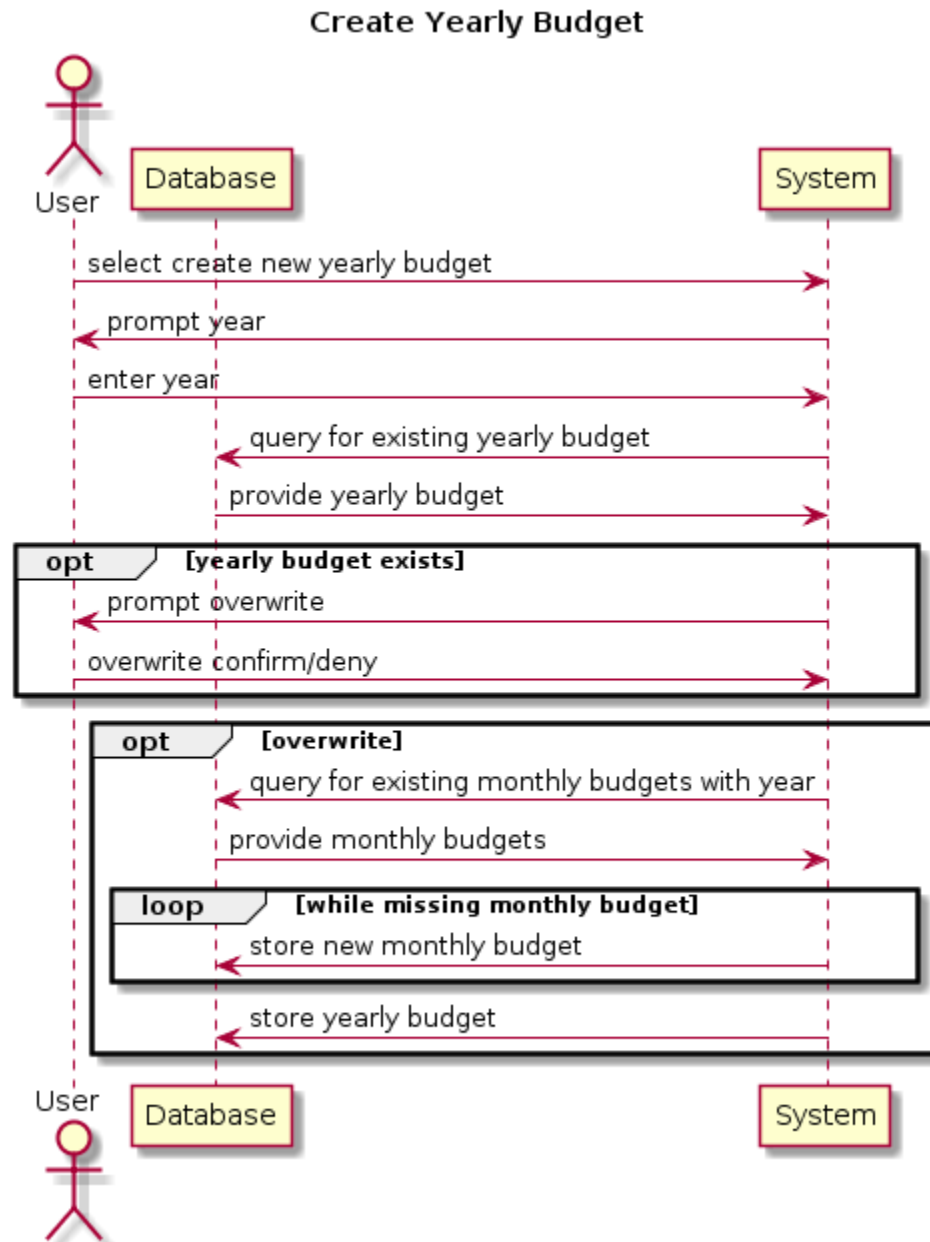 Create Yearly Budget
User
Database
System
select create new yearly budget
prompt year
enter year
query for existing yearly budget
provide yearly budget
opt [yearly budget exists]
prompt overwrite
overwrite confirm/deny
opt [overwrite]
query for existing monthly budgets with year
provide monthly budgets
loop [while missing monthly budget]
store new monthly budget
store yearly budget
User
Database
System